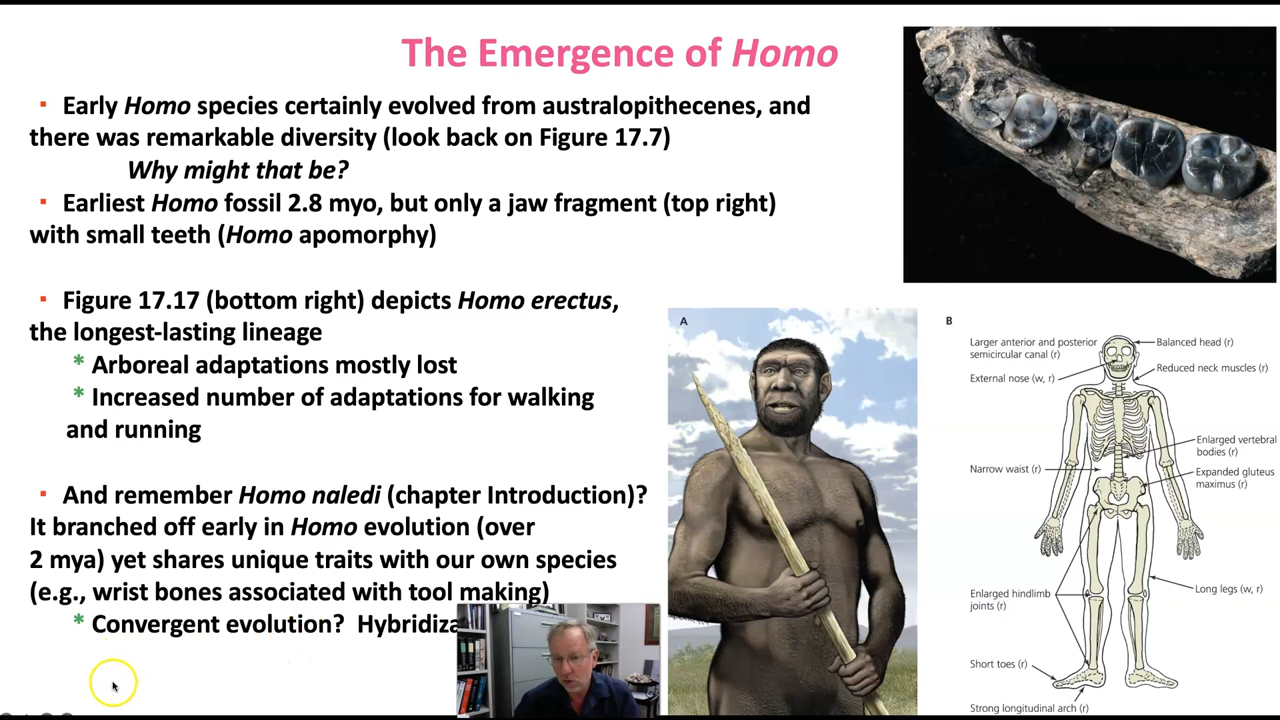 The Emergence of Homo
▪ Early Homo species certainly evolved from australopithecenes, and
there was remarkable diversity (look back on Figure 17.7)
Why might that be?
▪ Earliest Homo fossil 2.8 myo, but only a jaw fragment (top right)
with small teeth (Homo apomorphy)
▪ Figure 17.17 (bottom right) depicts Homo erectus,
the longest-lasting lineage
* Arboreal adaptations mostly lost
* Increased number of adaptations for walking
and running
▪ And remember Homo naledi (chapter Introduction)?
It branched off early in Homo evolution (over
2 mya) yet shares unique traits with our own species
(e.g., wrist bones associated with tool making)
* Convergent evolution?
A
B
Larger anterior and posterior
semicircular canal (r)
External nose (w, r)
Narrow waist (r)
Enlarged hindlimb
joints (r)
Short toes (r)
Strong longitudinal arch (r)
Balanced head (r)
Reduced neck muscles (r)
Enlarged vertebral
bodies (r)
Expanded gluteus
maximus (r)
Long legs (w, r)